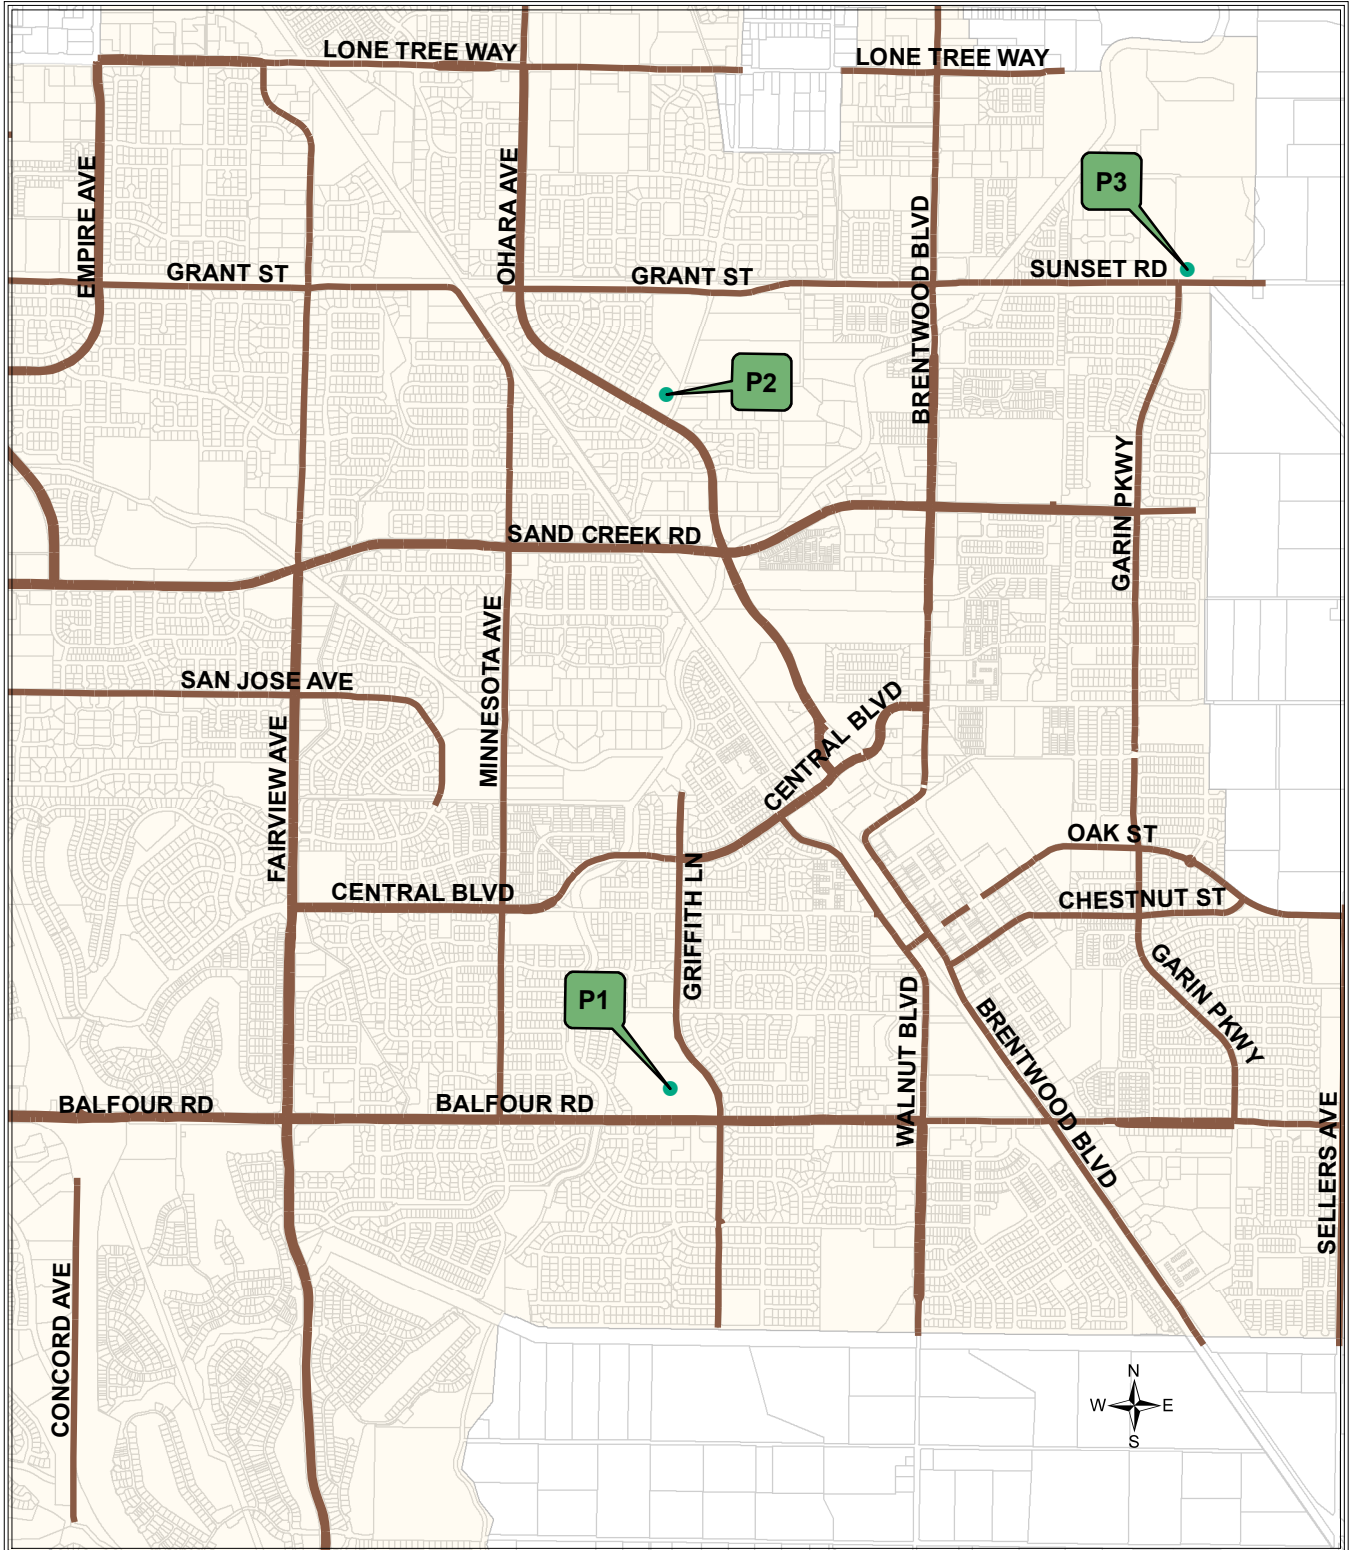 LONE TREE WAY
LONE TREE WAY
EMPIRE AVE
OHARA AVE
P3
BRENTWOOD BLVD
GRANT ST
GRANT ST
SUNSET RD
P2
GARIN PKWY
SAND CREEK RD
MINNESOTA AVE
SAN JOSE AVE
CENTRAL BLVD
FAIRVIEW AVE
OAK ST
CENTRAL BLVD
GRIFFITH LN
CHESTNUT ST
GARIN PKWY
P1
WALNUT BLVD
BRENTWOOD BLVD
BALFOUR RD
BALFOUR RD
SELLERS AVE
CONCORD AVE
N
W E
S